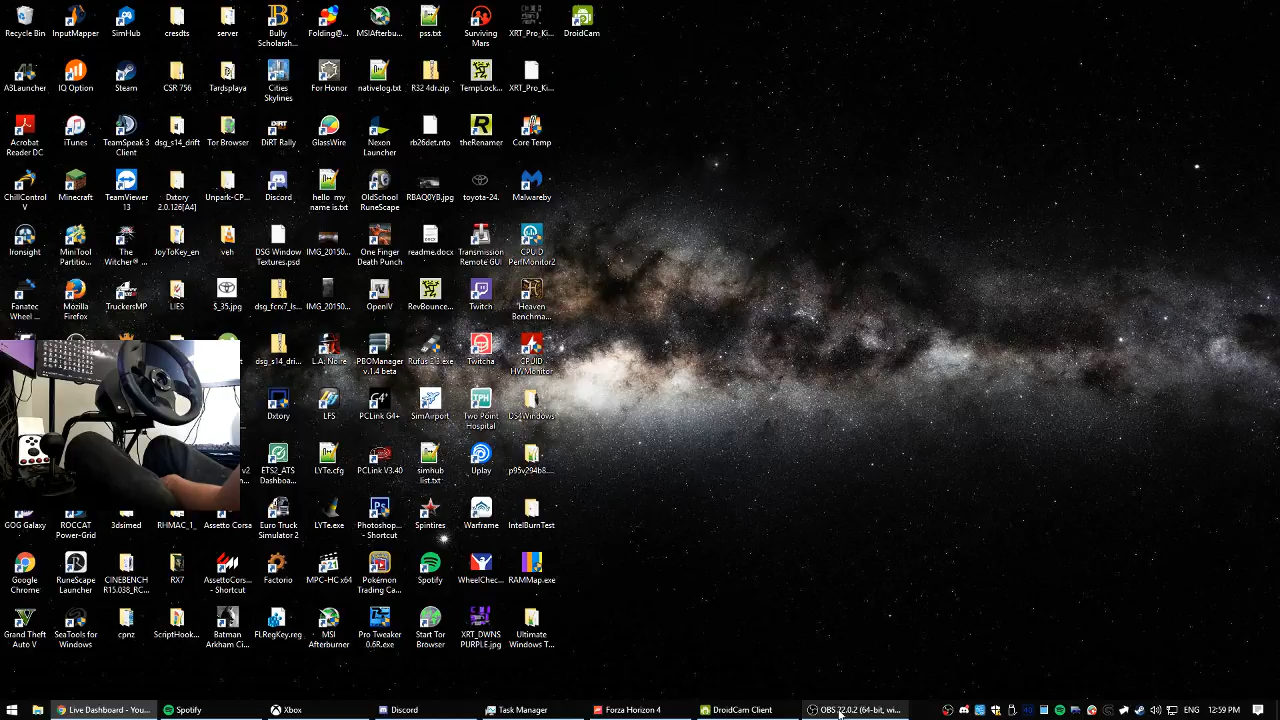 Recycle Bin
InputMapper
SimHub
cresdts
server
Bully Scholarsh...
Folding@...
MSIAfterbu...
pss.txt
Surviving Mars
XRT_Pro_Ki...
DroidCam
A3Launcher
IQ Option
Steam
CSR 756
Tardsplaya
Cities Skylines
For Honor
nativelog.txt
R32 4dr.zip
TempLock...
XRT_Pro_Ki...
Acrobat Reader DC
iTunes
TeamSpeak 3 Client
dsg_s14_drift
Tor Browser
DiRT Rally
GlassWire
Nexon Launcher
rb26det.nto
theRenamer
Core Temp
ChillControl V
Minecraft
TeamViewer 13
Dxtory 2.0.126[A4]
Unpark-CP...
Discord
hello my name is.txt
OldSchool RuneScape
RBAQ0YB.jpg
toyota-24.
Malwareby
Ironsight
MiniTool Partitio...
The Witcher® ...
JoyToKey_en
veh
DSG Window Textures.psd
IMG_20150...
One Finger Death Punch
readme.docx
Transmission Remote GUI
CPUID PerfMonitor2
Fanatec Wheel ...
Mozilla Firefox
TruckersMP
LIES
$_35.jpg
dsg_fcrx7_ls...
IMG_20150...
OpenIV
RevBounce...
Twitch
Heaven Benchma...
dsg_s14_dri...
L.A. Noire
PBOManager v.1.4 beta
Rufus 2.3.exe
Twitcha
CPUID HWMonitor
Dxtory
LFS
PCLink G4+
SimAirport
Two Point Hospital
DS4Windows
v2
ETS2_ATS Dashboa...
LYTe.cfg
PCLink V3.40
simhub list.txt
Uplay
p95v294b8....
GOG Galaxy
ROCCAT Power-Grid
3dsimed
RHMAC_1_
Assetto Corsa
Euro Truck Simulator 2
LYTe.exe
Photoshop... - Shortcut
Spintires
Warframe
IntelBurnTest
Google Chrome
RuneScape Launcher
CINEBENCH R15.038_RC...
RX7
AssettoCors... - Shortcut
Factorio
MPC-HC x64
Pokémon Trading Ca...
Spotify
WheelChec...
RAMMap.exe
Grand Theft Auto V
SeaTools for Windows
cpnz
ScriptHook...
Batman Arkham Ci...
FLRegKey.reg
MSI Afterburner
Pro Tweaker 0.6R.exe
Start Tor Browser
XRT_DWNS PURPLE.jpg
Ultimate Windows T...
Live Dashboard - You...
Spotify
Xbox
Discord
Task Manager
Forza Horizon 4
DroidCam Client
OBS 22.0.2 (64-bit, wi...
12:59 PM